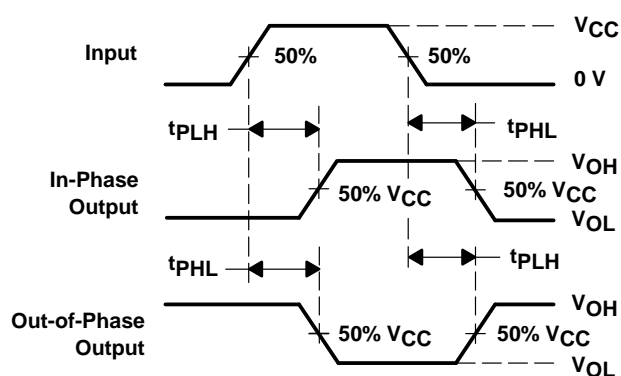 VCC
Input
50%
50%
0 V
tPLH
tPHL
In-Phase
Output
50% VCC
VOH
50% VCC
VOL
tPHL
tPLH
Out-of-Phase
Output
50% VCC
VOH
50% VCC
VOL